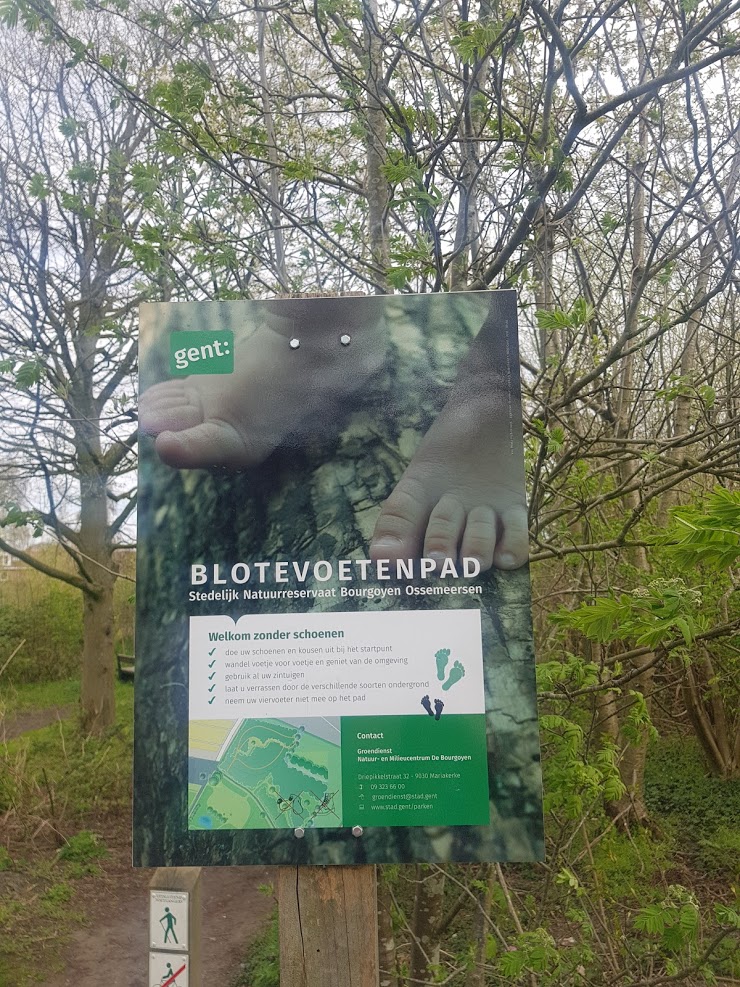 gent:
BLOTEVOETENPAD
Stedelijk Natuurreservaat Bourgoyen Ossemeersen
Welkom zonder schoenen
✔ doe uw schoenen en kousen uit bij het startpunt
✔ wandel voetje voor voetje en geniet van de omgeving
✔ gebruik al uw zintuigen
✔ laat u verrassen door de verschillende soorten ondergrond
✔ neem uw viervoeter niet mee op het pad
Contact
Groendienst
Natuur- en Milieucentrum De Bourgoyen
Driepikkelstraat 32 - 9030 Mariakerke
09 323 66 00
groendienst@stad.gent
www.stad.gent/parken